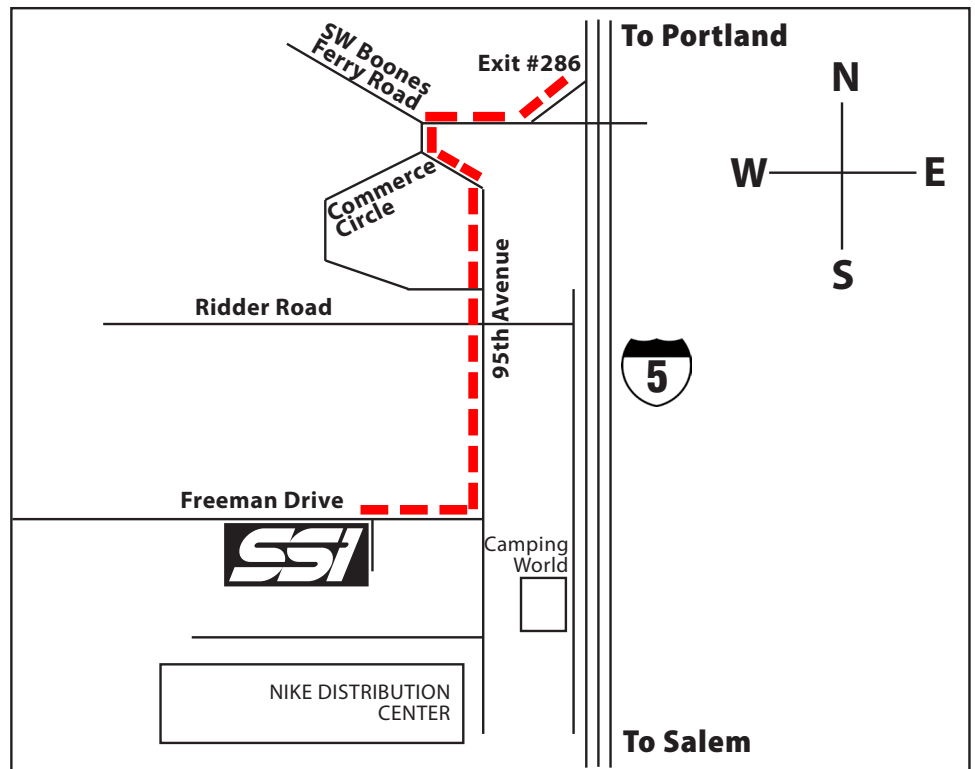 To Portland
SW Boones
Ferry Road
Exit #286
N
W
E
S
Commerce
Circle
95th Avenue
Ridder Road
5
Freeman Drive
SSI
Camping
World
NIKE DISTRIBUTION
CENTER
To Salem